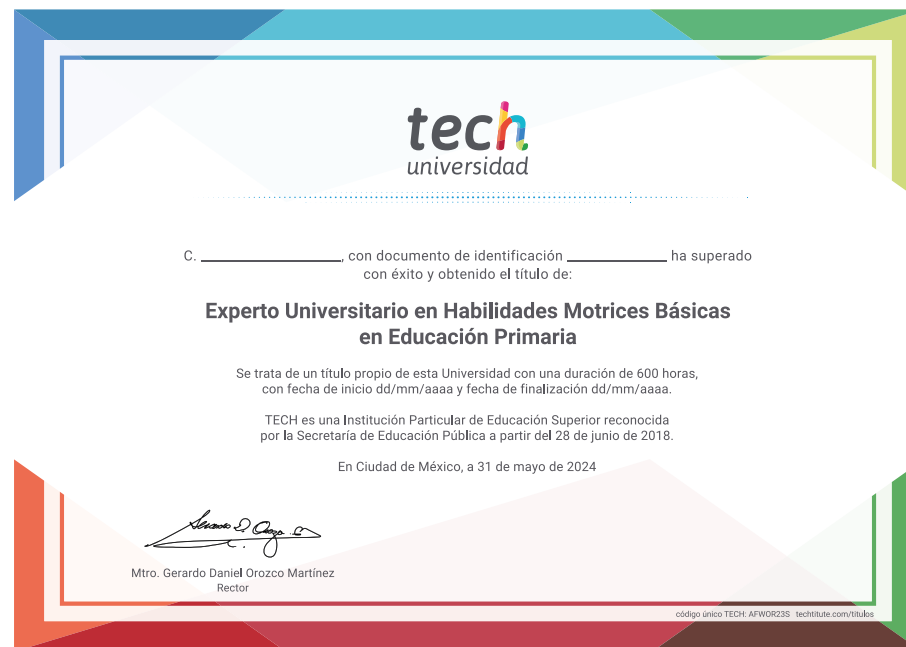 tech
universidad
C. ____________________, con documento de identificación ______________ ha superado
con éxito y obtenido el título de:
Experto Universitario en Habilidades Motrices Básicas
en Educación Primaria
Se trata de un título propio de esta Universidad con una duración de 600 horas,
con fecha de inicio dd/mm/aaaa y fecha de finalización dd/mm/aaaa.
TECH es una Institución Particular de Educación Superior reconocida
por la Secretaría de Educación Pública a partir del 28 de junio de 2018.
En Ciudad de México, a 31 de mayo de 2024
Mtro. Gerardo Daniel Orozco Martínez
Rector
código único TECH: AFWOR23S techtitute.com/títulos